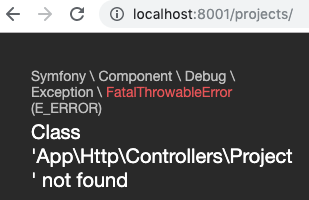 localhost:8001/projects/
Symfony \ Component \ Debug \
Exception \ FatalThrowableError
(E_ERROR)
Class
'App\Http\Controllers\Project
' not found